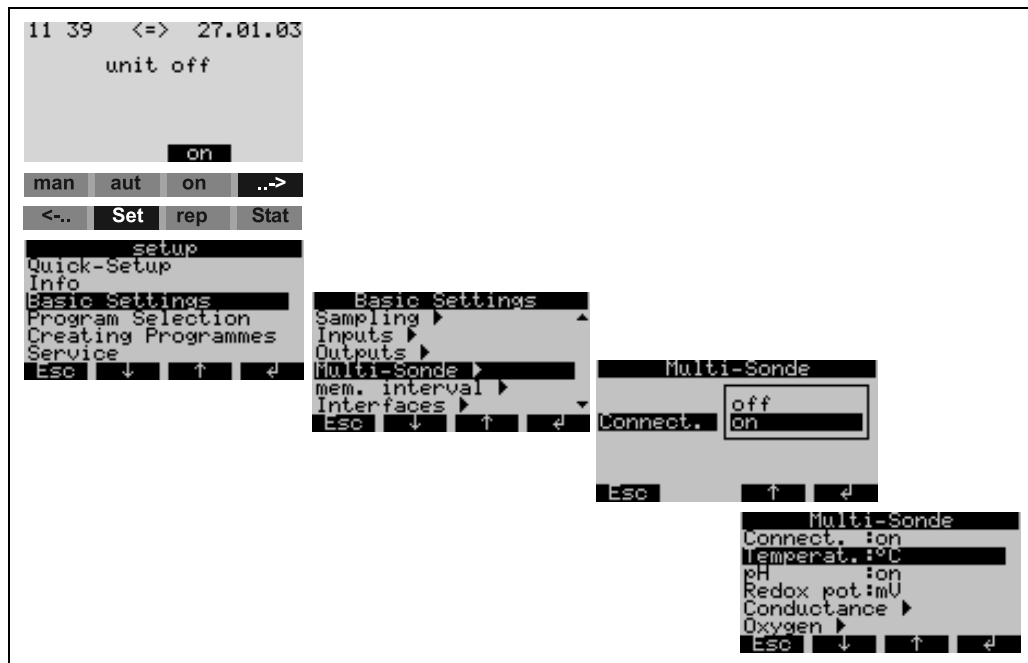 11 39 <=> 27.01.03
unit off
on
man aut on ..->
<-.. Set rep Stat
setup
Quick-Setup
Info
Basic Settings
Program Selection
Creating Programmes
Service
Esc ↓ ↑ ↲
Basic Settings
Sampling ▶
Inputs ▶
Outputs ▶
Multi-Sonde ▶
mem. interval ▶
Interfaces ▶
Esc ↓ ↑ ↲
Multi-Sonde
off
Connect. on
Esc ↑ ↲
Multi-Sonde
Connect. :on
Temperat.:°C
pH :on
Redox pot:mV
Conductance ▶
Oxygen ▶
Esc ↓ ↑ ↲